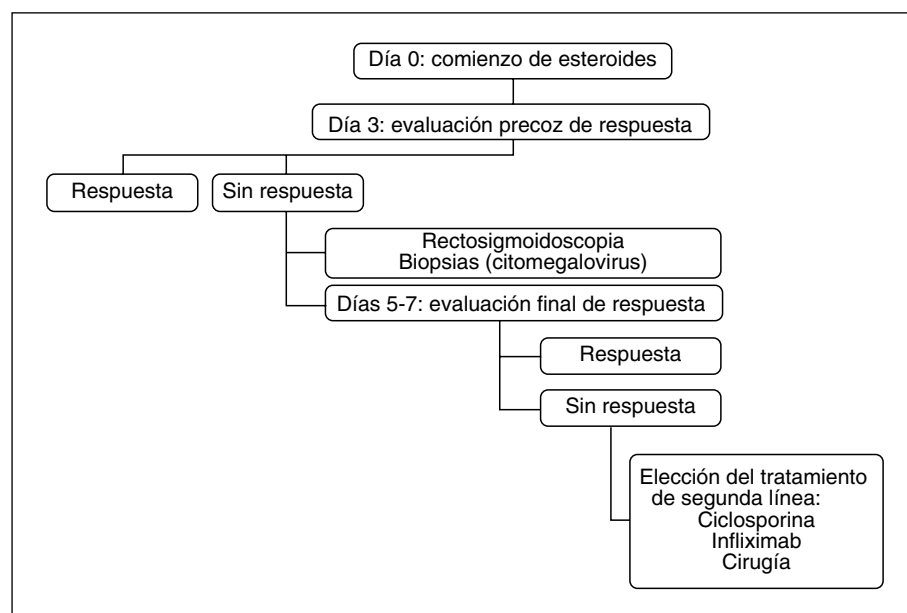 Día 0: comienzo de esteroides
Día 3: evaluación precoz de respuesta
Respuesta
Sin respuesta
Rectosigmoidoscopia
Biopsias (citomegalovirus)
Días 5-7: evaluación final de respuesta
Respuesta
Sin respuesta
Elección del tratamiento
de segunda línea:
Ciclosporina
Infliximab
Cirugía